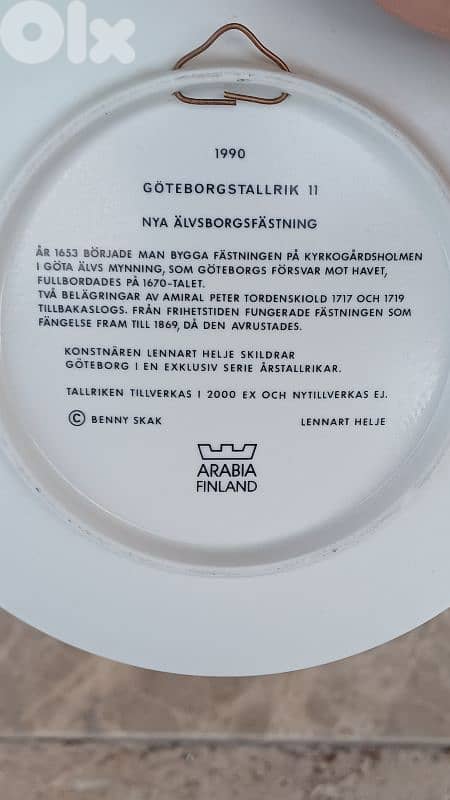 OLX
1990
GÖTEBORGSTALLRIK 11
NYA ÄLVSBORGSFÄSTNING
ÅR 1653 BÖRJADE MAN BYGGA FÄSTNINGEN PÅ KYRKOGÅRDSHOLMEN
I GÖTA ÄLVS MYNNING, SOM GÖTEBORGS FÖRSVAR MOT HAVET,
FULLBORDADES PÅ 1670-TALET.
TVÅ BELÄGRINGAR AV AMIRAL PETER TORDENSKIOLD 1717 OCH 1719
TILLBAKASLOGS. FRÅN FRIHETSTIDEN FUNGERADE FÄSTNINGEN SOM
FÄNGELSE FRAM TILL 1869, DÅ DEN AVRUSTADES.
KONSTNÄREN LENNART HELJE SKILDRAR
GÖTEBORG I EN EXKLUSIV SERIE ÅRSTALLRIKAR.
TALLRIKEN TILLVERKAS I 2000 EX OCH NYTILLVERKAS EJ.
© BENNY SKAK LENNART HELJE
ARABIA
FINLAND